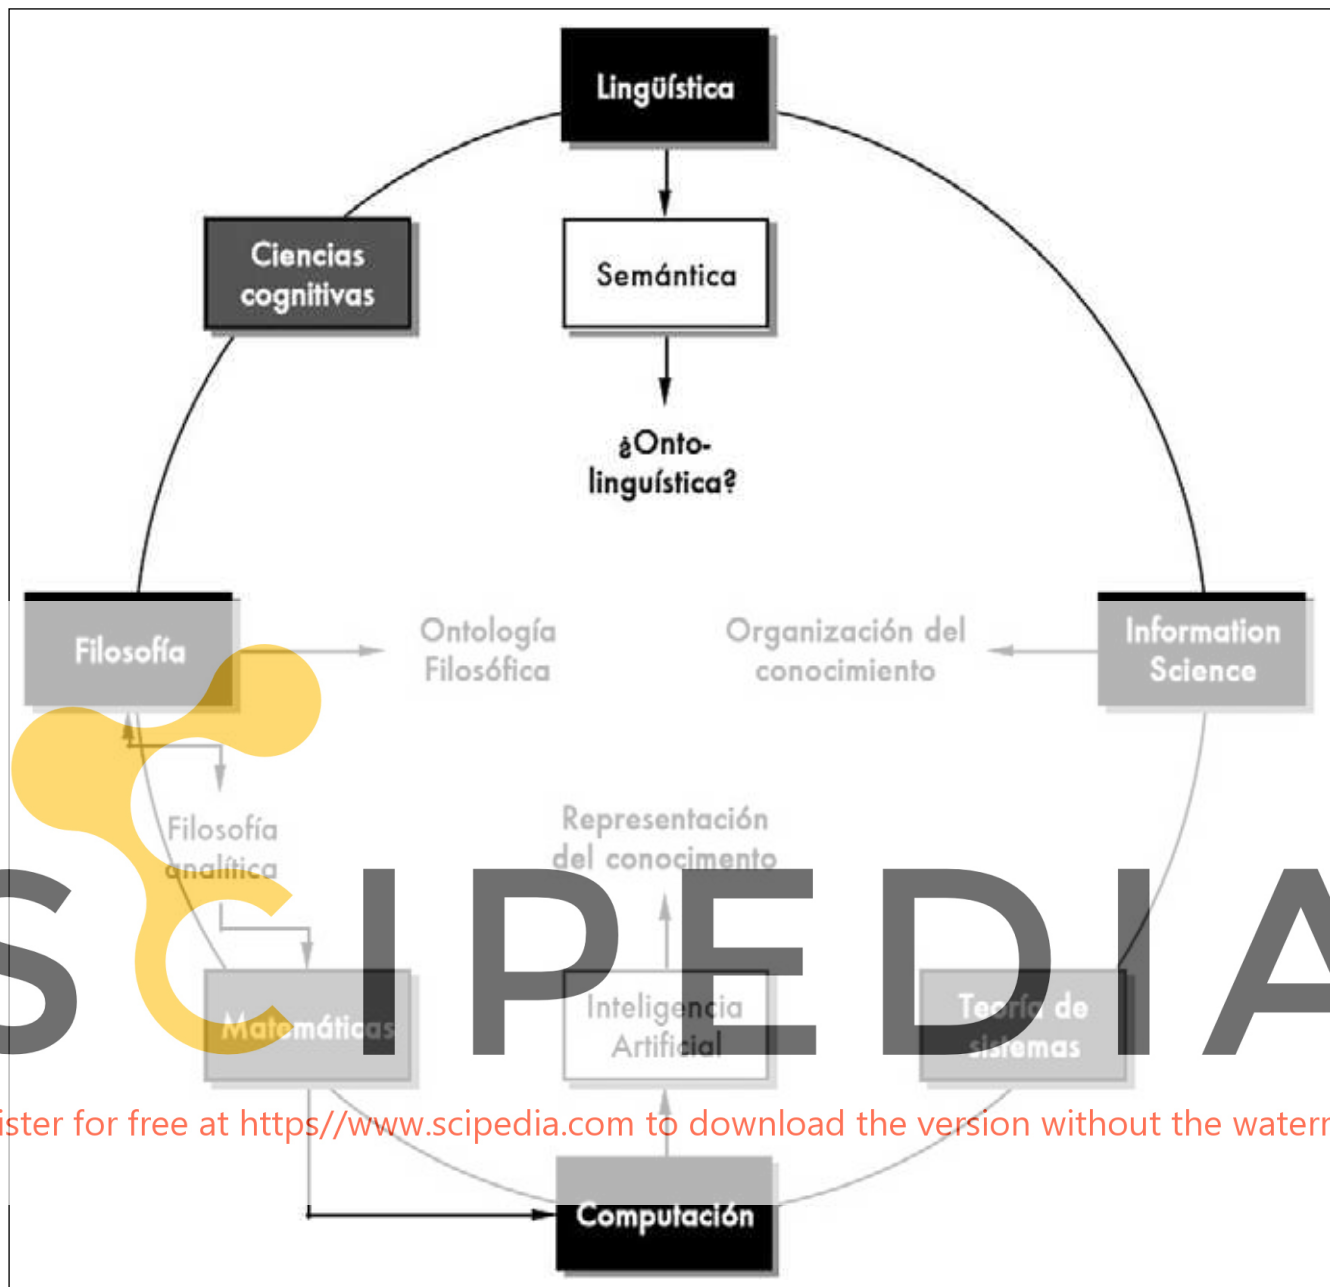 Lingüística
Ciencias
cognitivas
Semántica
¿Onto-
linguística?
Filosofía
Ontología
Filosófica
Organización del
conocimiento
Information
Science
Filosofía
analítica
Representación
del conocimento
SCIPEDIA
Matemáticas
Inteligencia
Artificial
Teoría de
sistemas
ister for free at https//www.scipedia.com to download the version without the waterm
Computación